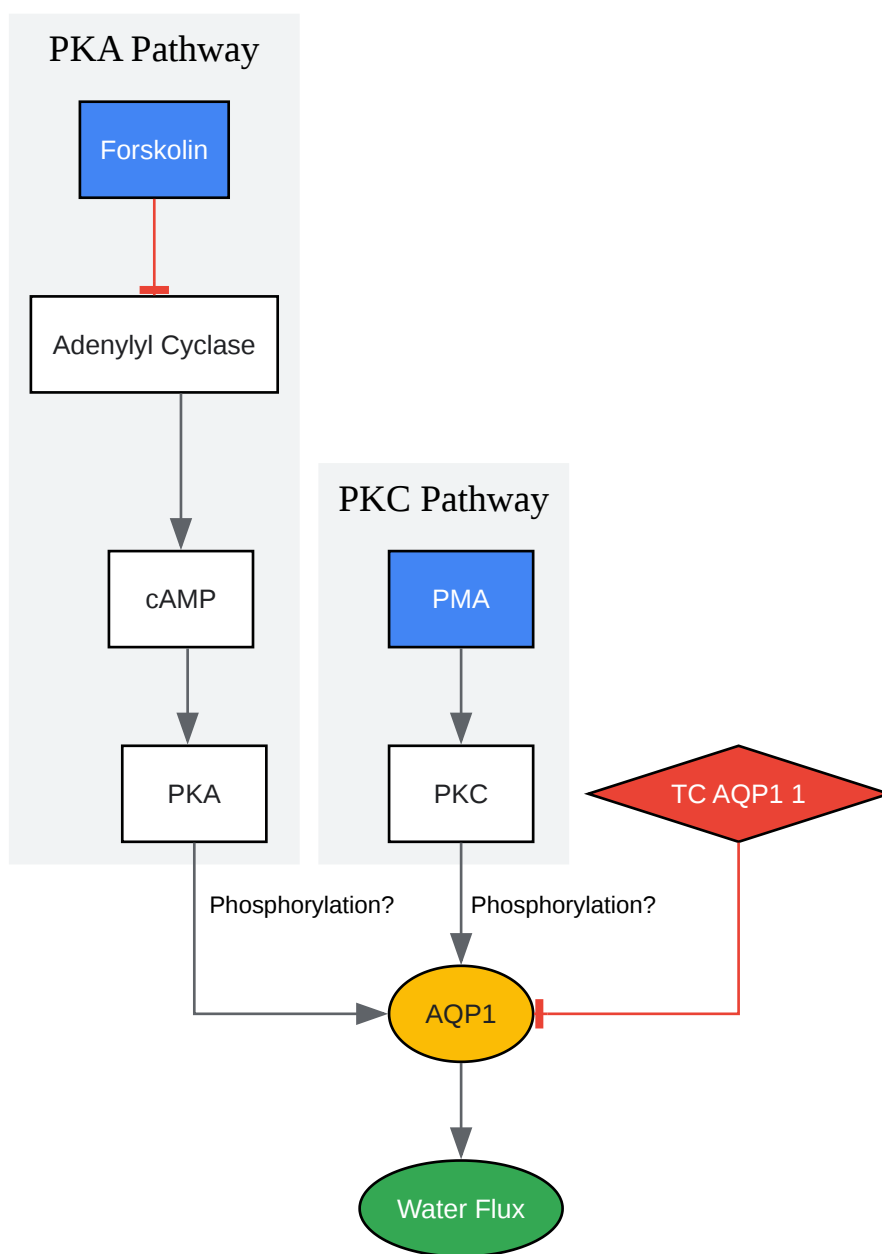 PKA Pathway
Forskolin
Adenylyl Cyclase
PKC Pathway
cAMP
PMA
PKA
PKC
TC AQP1 1
Phosphorylation?
Phosphorylation?
AQP1
Water Flux